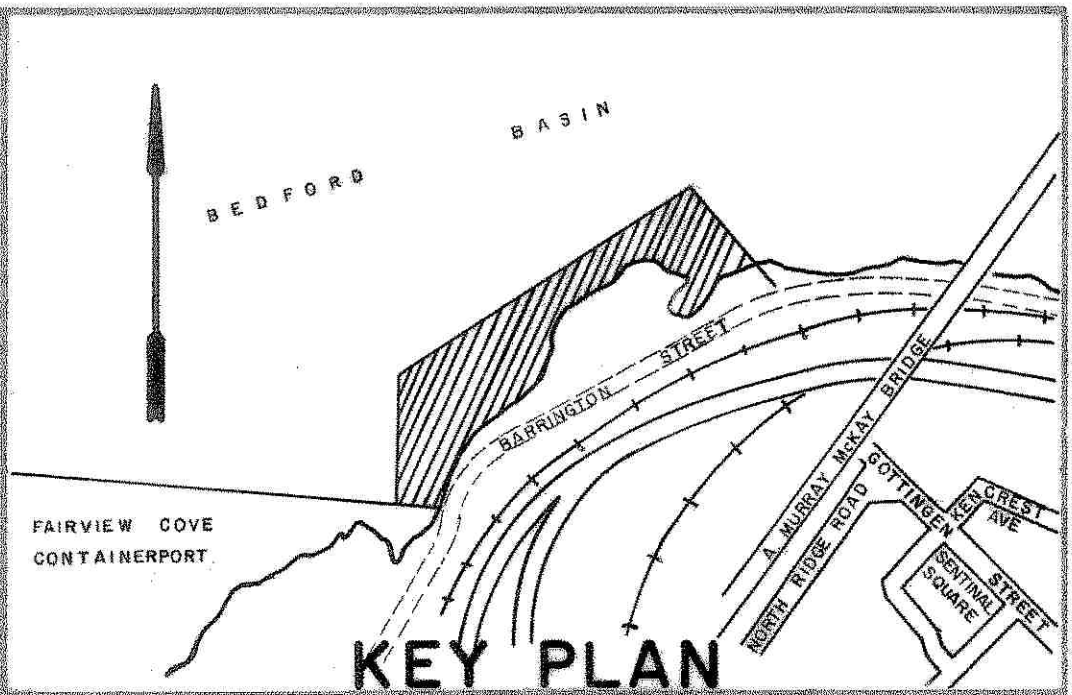 BEDFORD BASIN
BARRINGTON STREET
A. MURRAY McKAY BRIDGE
NORTH RIDGE ROAD
GOTTINGEN STREET
KENCREST
AVE
SENTINAL
SQUARE
FAIRVIEW COVE
CONTAINERPORT
KEY PLAN